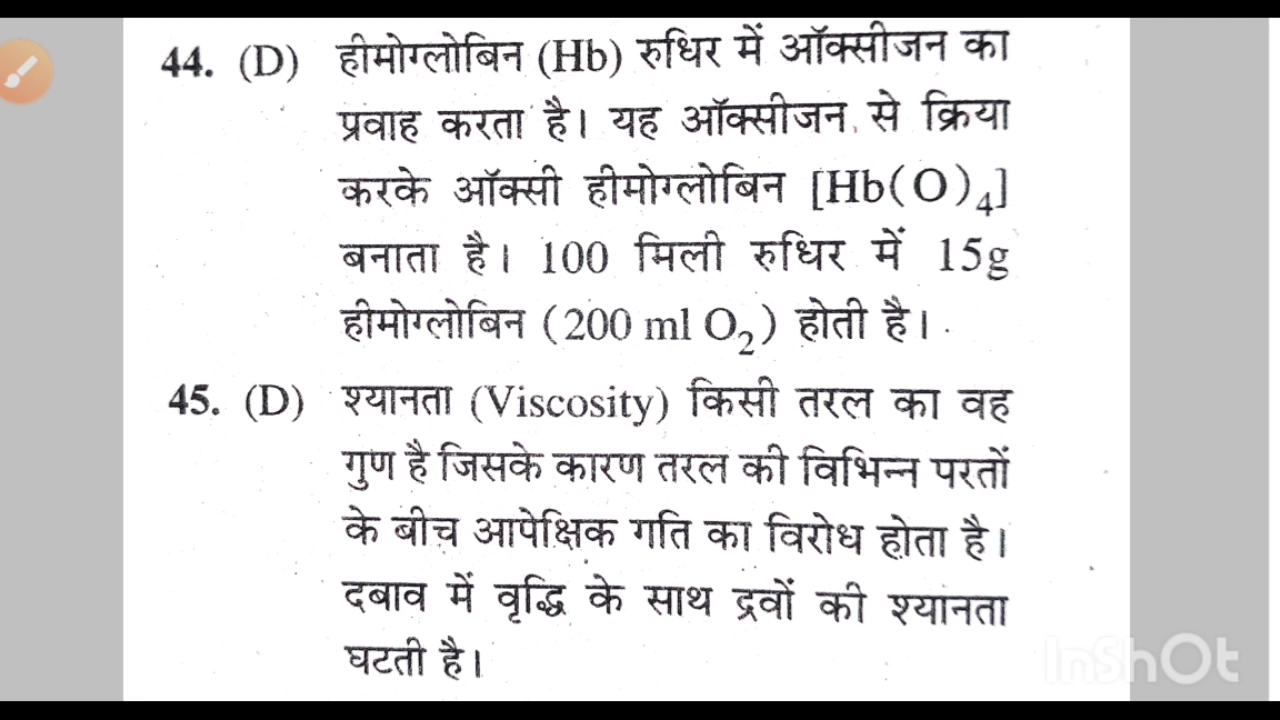 44. (D) हीमोग्लोबिन (Hb) रुधिर में ऑक्सीजन का
प्रवाह करता है। यह ऑक्सीजन से क्रिया
करके ऑक्सी हीमोग्लोबिन [Hb(O)₄]
बनाता है। 100 मिली रुधिर में 15g
हीमोग्लोबिन (200 ml O₂) होती है।
45. (D) श्यानता (Viscosity) किसी तरल का वह
गुण है जिसके कारण तरल की विभिन्न परतों
के बीच आपेक्षिक गति का विरोध होता है।
दबाव में वृद्धि के साथ द्रवों की श्यानता
घटती है।
InShOt